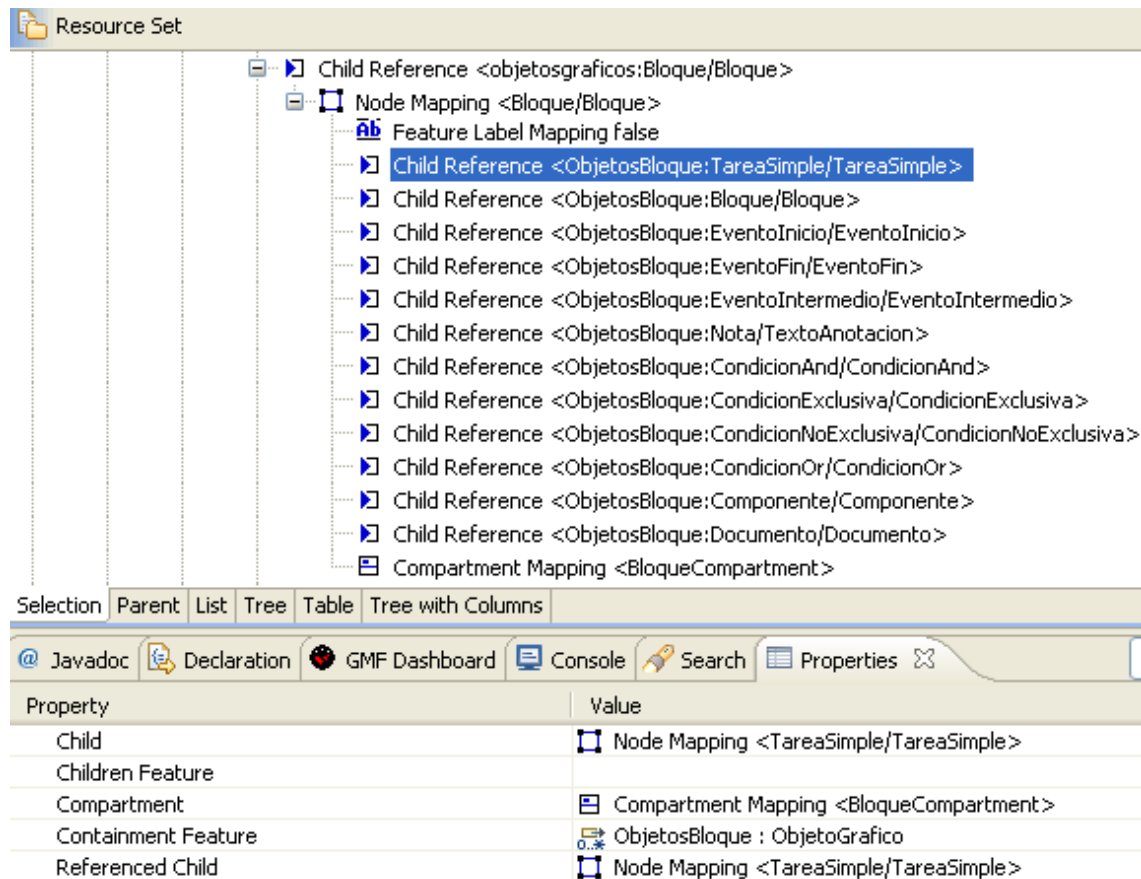 Resource Set
Child Reference <objetosgraficos:Bloque/Bloque>
Node Mapping <Bloque/Bloque>
Ab Feature Label Mapping false
Child Reference <ObjetosBloque:TareaSimple/TareaSimple>
Child Reference <ObjetosBloque:Bloque/Bloque>
Child Reference <ObjetosBloque:EventoInicio/EventoInicio>
Child Reference <ObjetosBloque:EventoFin/EventoFin>
Child Reference <ObjetosBloque:EventoIntermedio/EventoIntermedio>
Child Reference <ObjetosBloque:Nota/TextoAnotacion>
Child Reference <ObjetosBloque:CondicionAnd/CondicionAnd>
Child Reference <ObjetosBloque:CondicionExclusiva/CondicionExclusiva>
Child Reference <ObjetosBloque:CondicionNoExclusiva/CondicionNoExclusiva>
Child Reference <ObjetosBloque:CondicionOr/CondicionOr>
Child Reference <ObjetosBloque:Componente/Componente>
Child Reference <ObjetosBloque:Documento/Documento>
Compartment Mapping <BloqueCompartment>
Selection Parent List Tree Table Tree with Columns
@ Javadoc Declaration GMF Dashboard Console Search Properties
Property Value
Child Node Mapping <TareaSimple/TareaSimple>
Children Feature
Compartment Compartment Mapping <BloqueCompartment>
Containment Feature 0..* ObjetosBloque : ObjetoGrafico
Referenced Child Node Mapping <TareaSimple/TareaSimple>